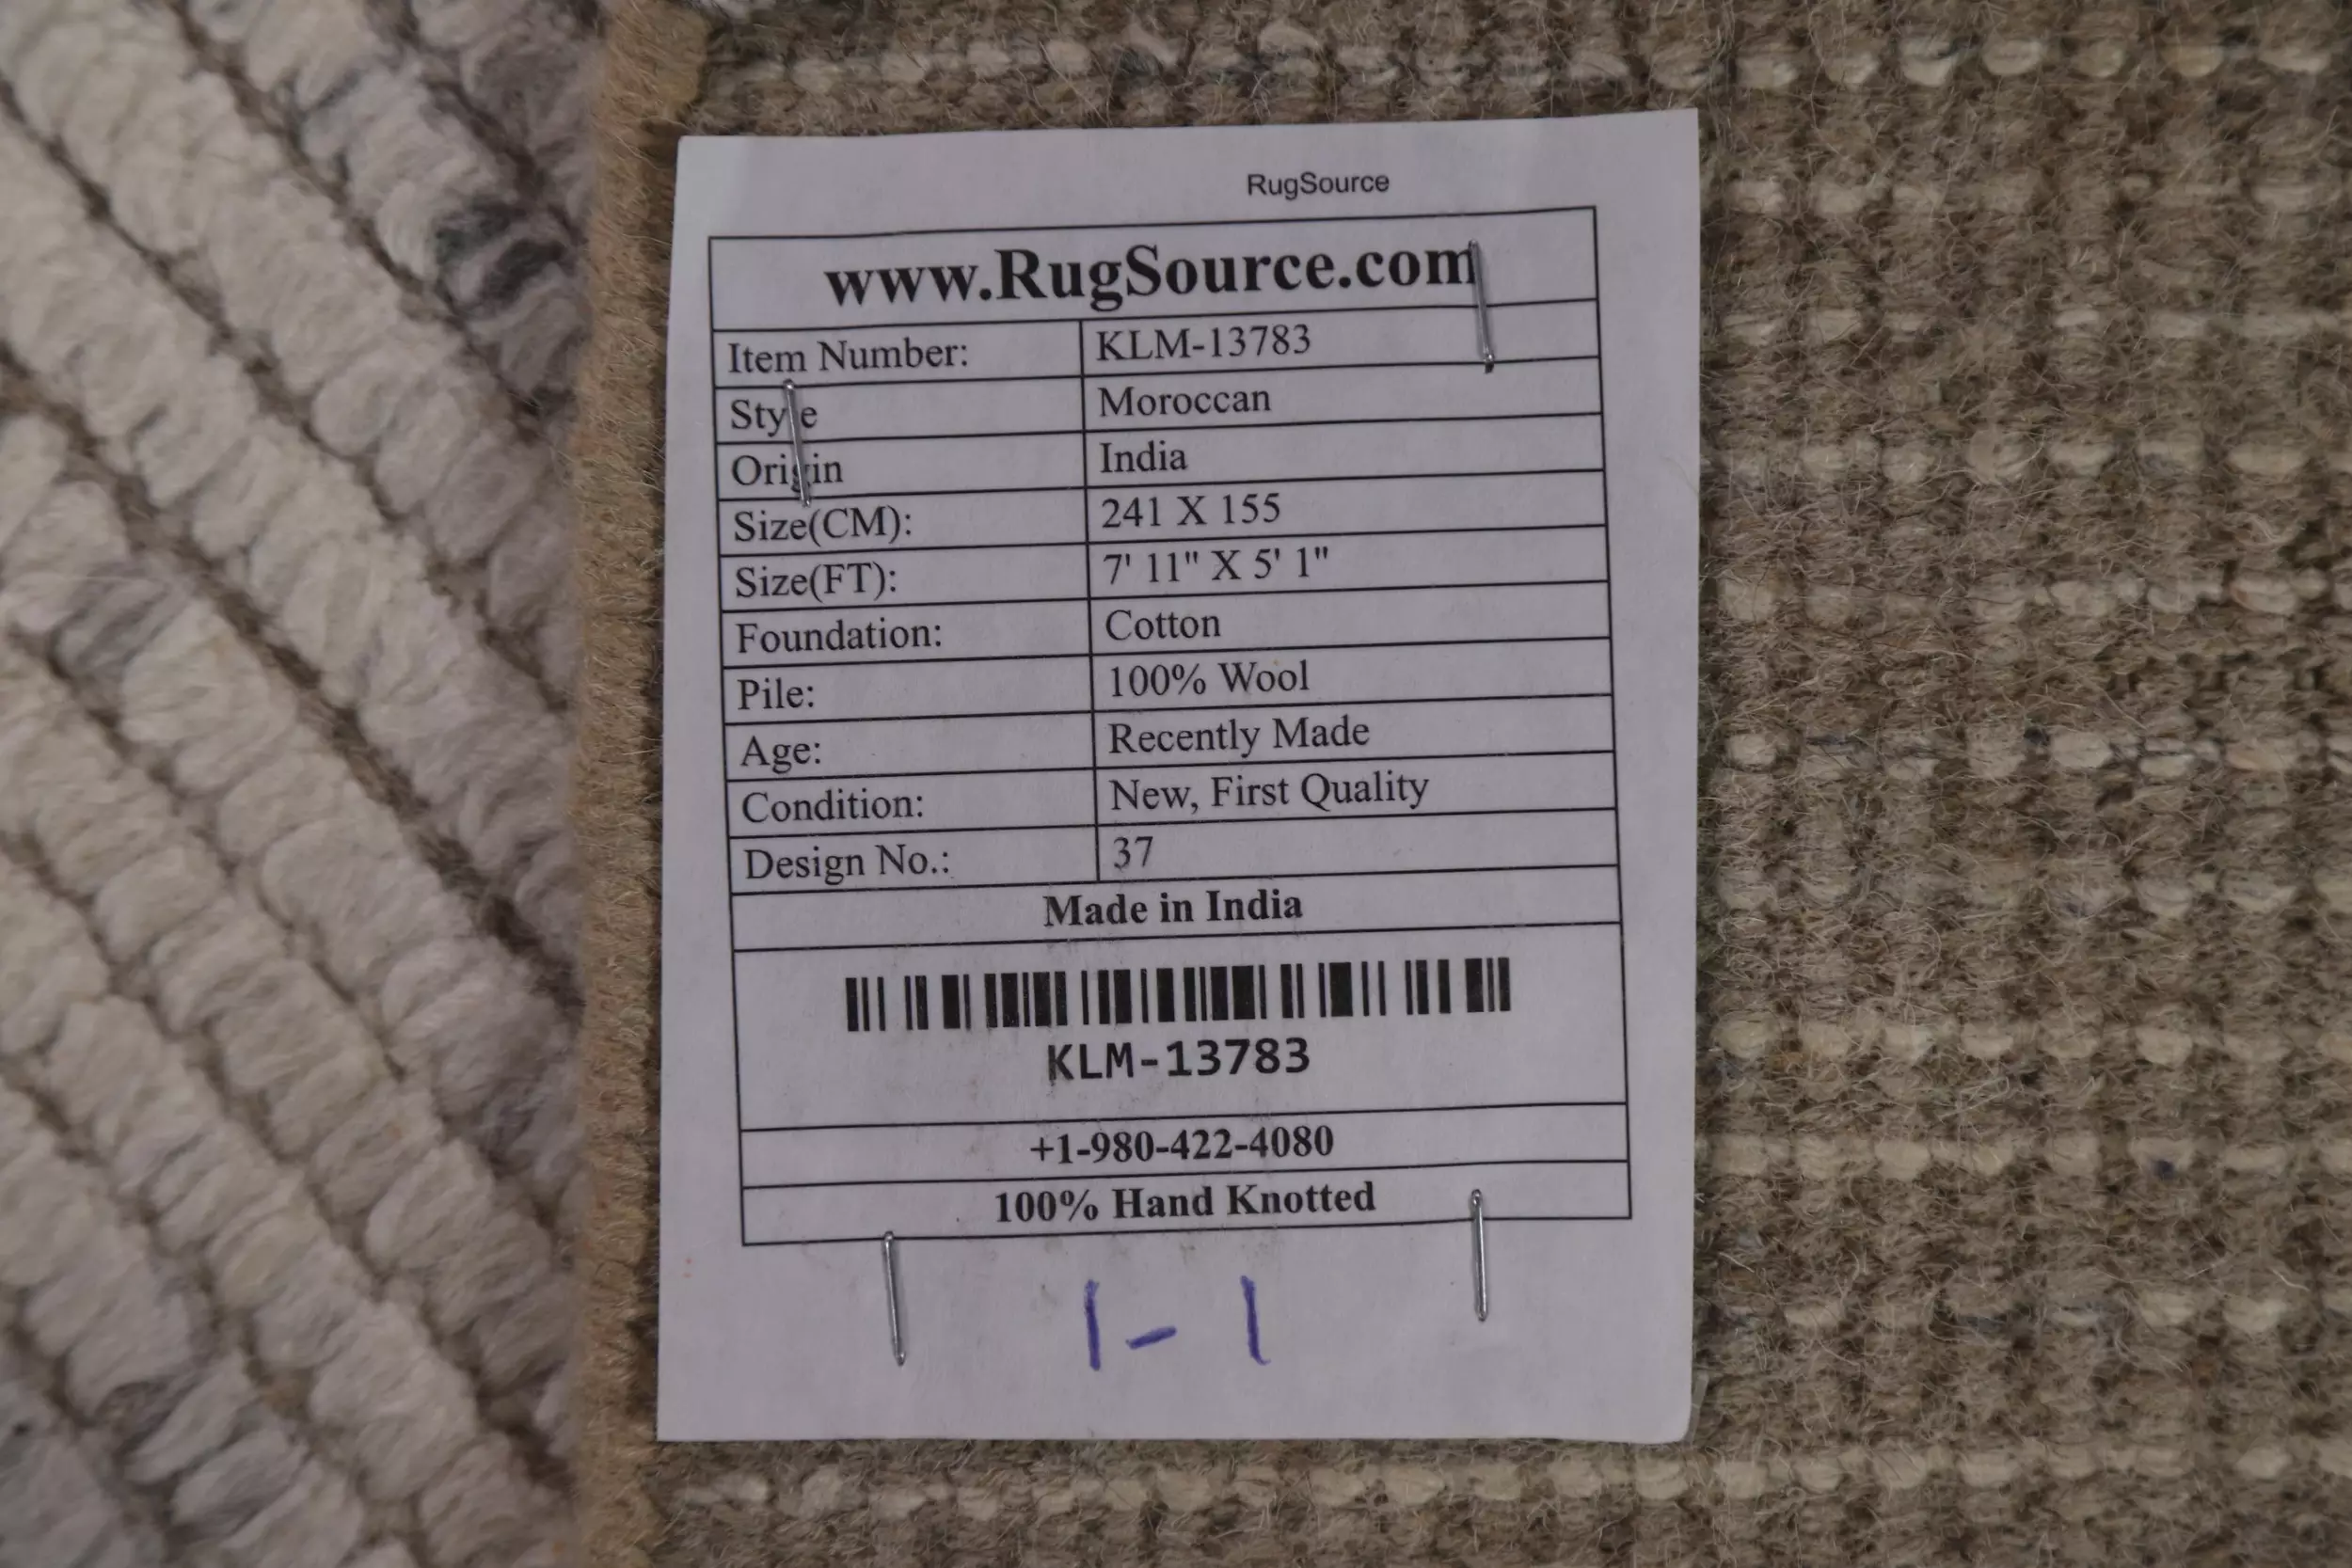 RugSource
www.RugSource.com
Item Number: KLM-13783
Style Moroccan
Origin India
Size(CM): 241 X 155
Size(FT): 7' 11" X 5' 1"
Foundation: Cotton
Pile: 100% Wool
Age: Recently Made
Condition: New, First Quality
Design No.: 37
Made in India
KLM-13783
+1-980-422-4080
100% Hand Knotted
1-1